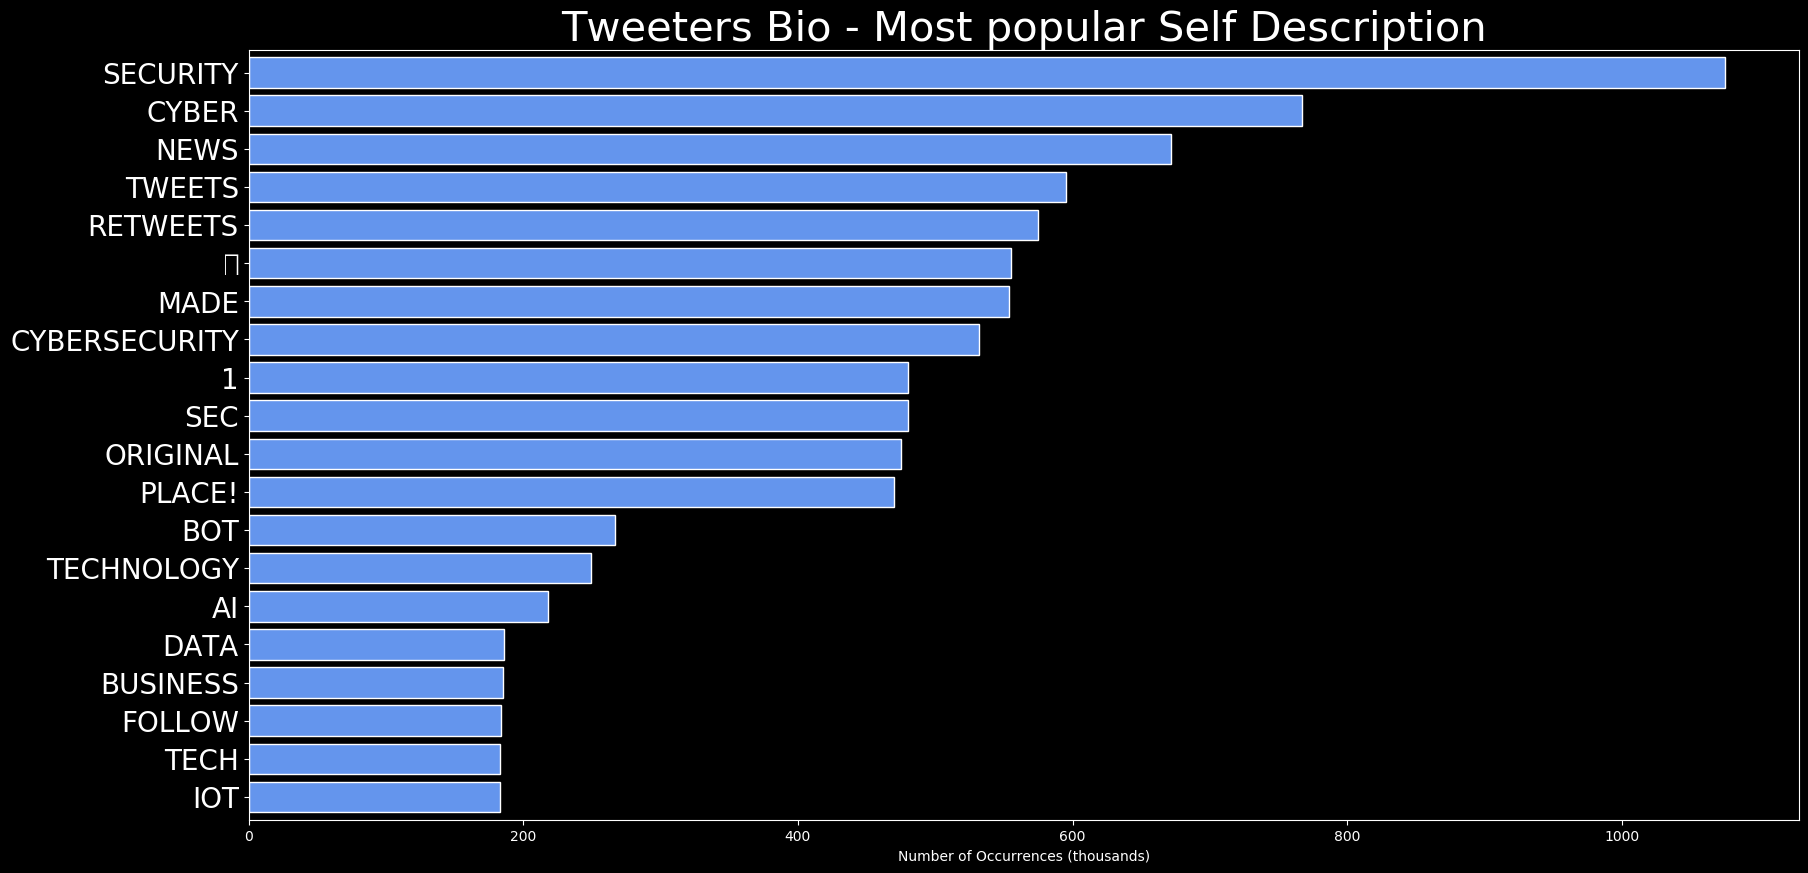 Tweeters Bio - Most popular Self Description
SECURITY
CYBER
NEWS
TWEETS
RETWEETS
MADE
CYBERSECURITY
1
SEC
ORIGINAL
PLACE!
BOT
TECHNOLOGY
AI
DATA
BUSINESS
FOLLOW
TECH
IOT
0 200 400 600 800 1000
Number of Occurrences (thousands)